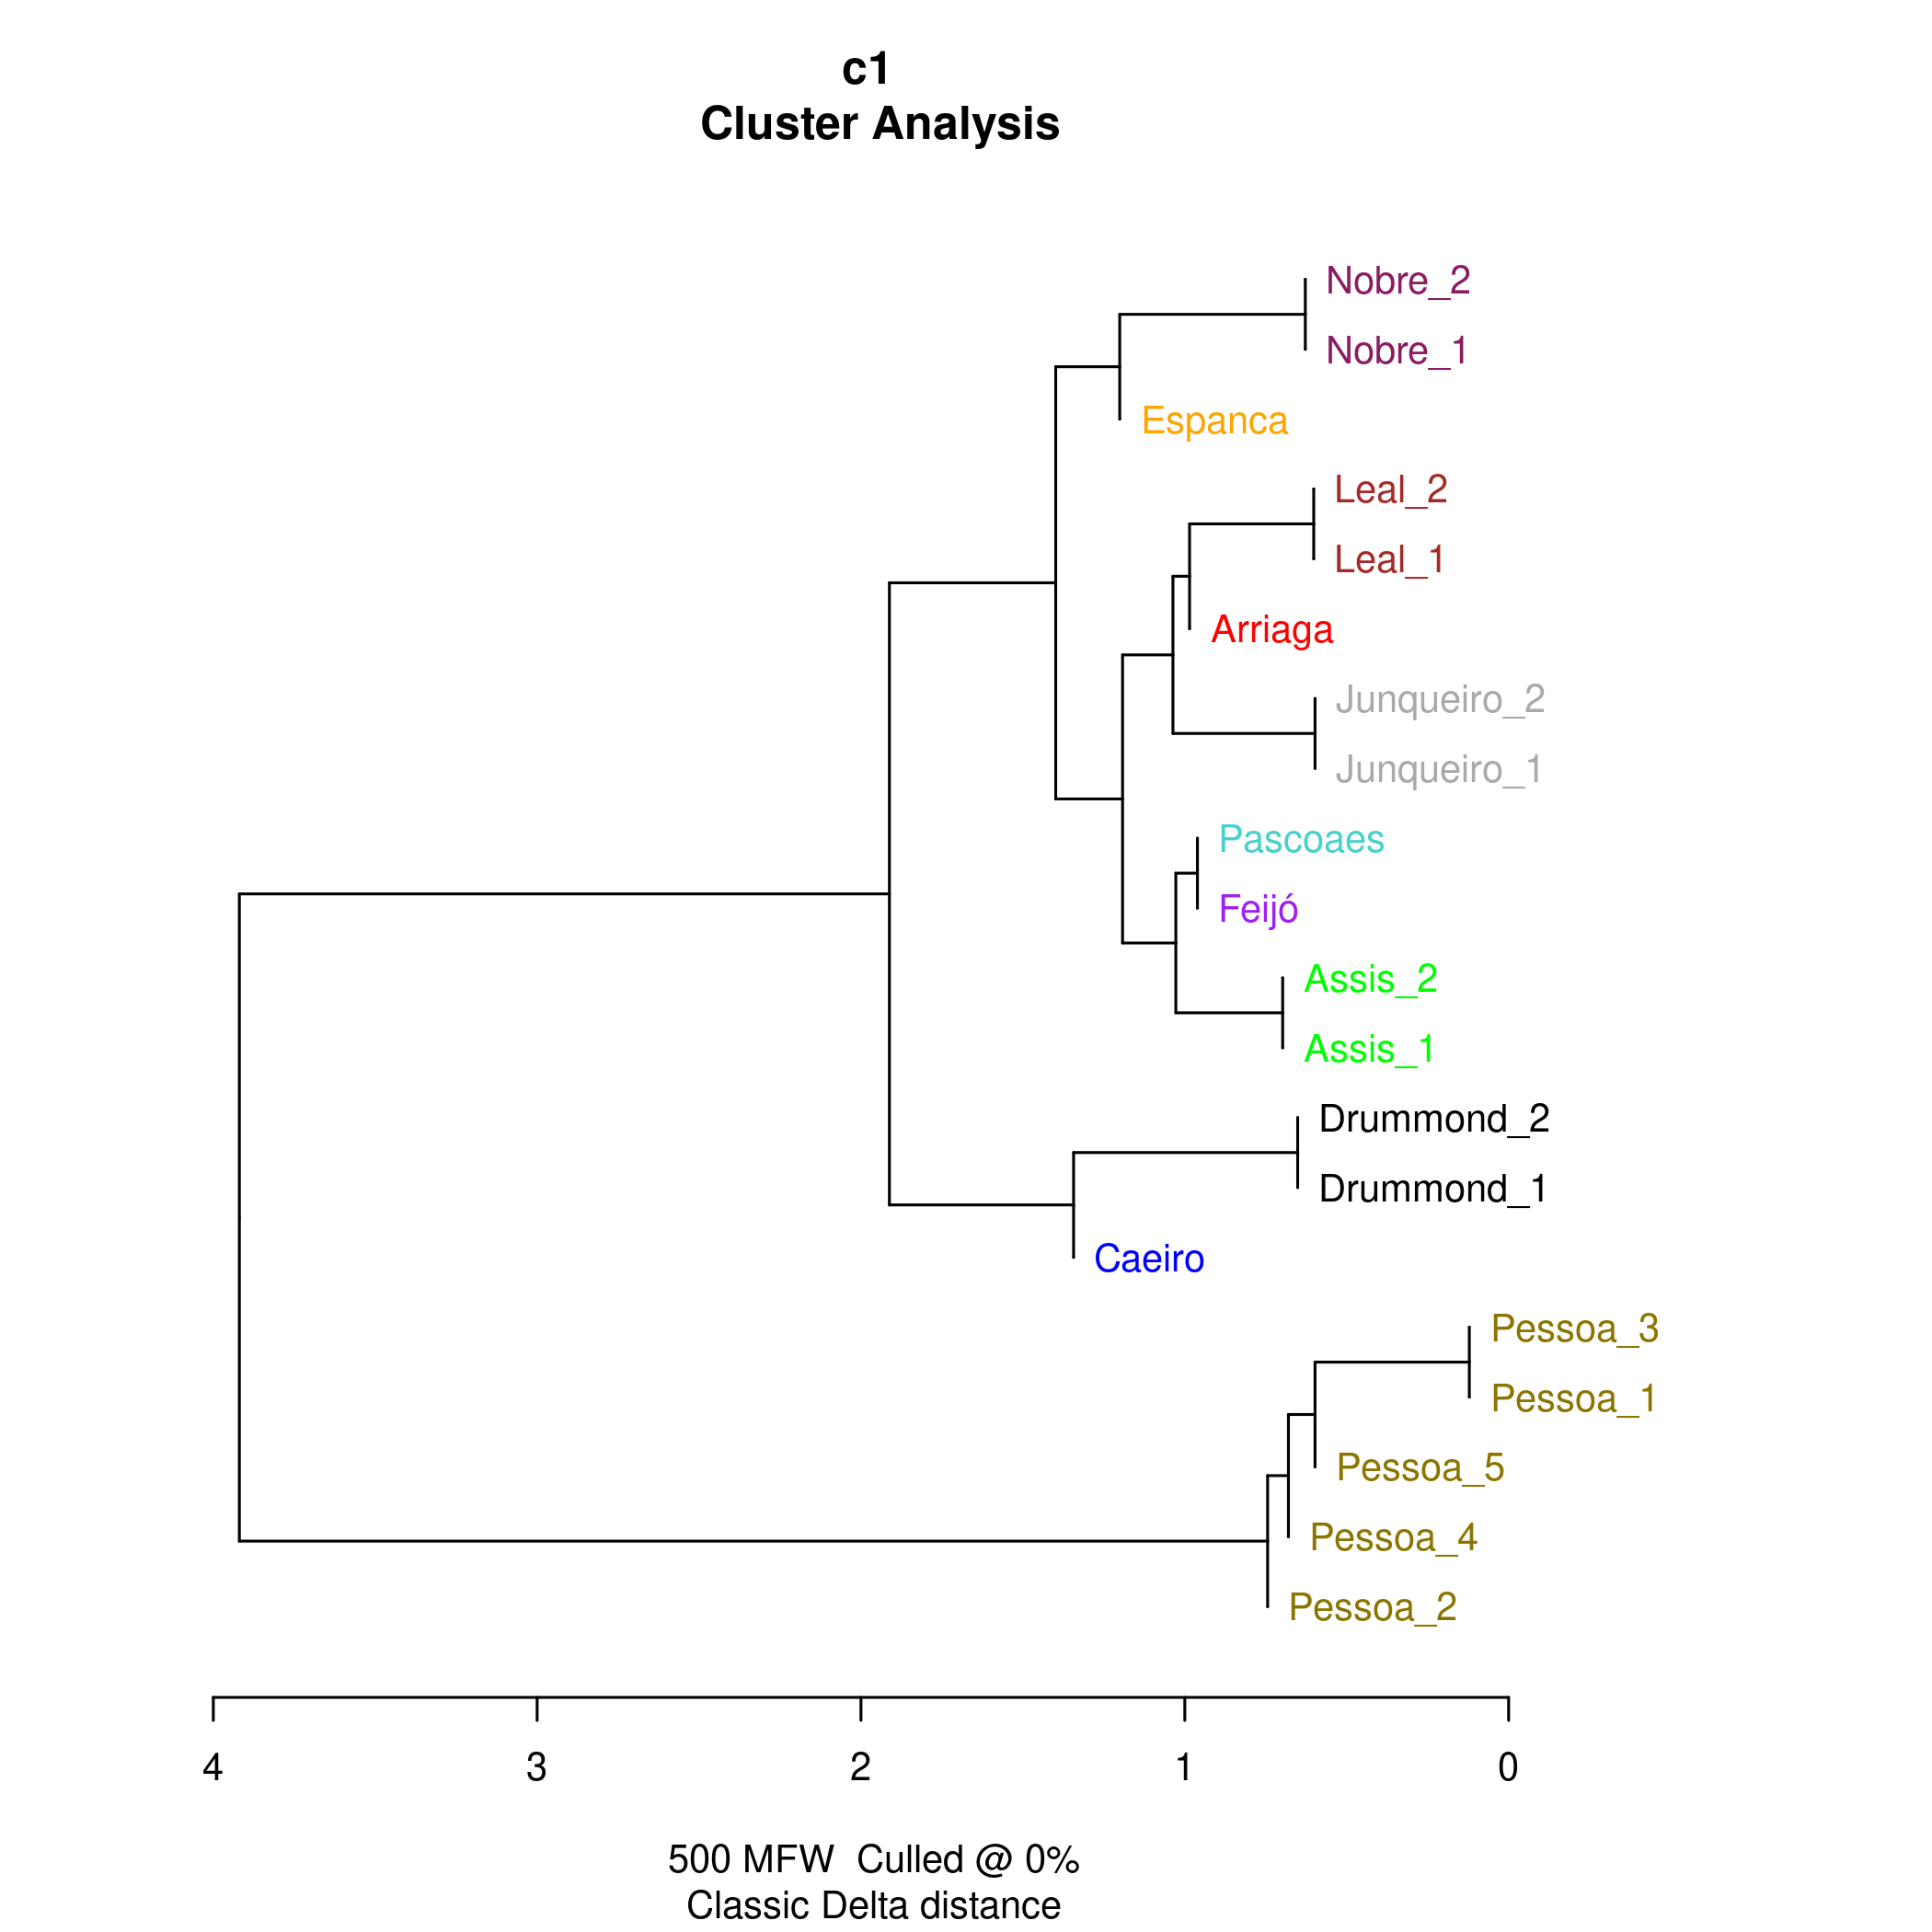 c1
Cluster Analysis
Nobre_2
Nobre_1
Espanca
Leal_2
Leal_1
Arriaga
Junqueiro_2
Junqueiro_1
Pascoaes
Feijó
Assis_2
Assis_1
Drummond_2
Drummond_1
Caeiro
Pessoa_3
Pessoa_1
Pessoa_5
Pessoa_4
Pessoa_2
4 3 2 1 0
500 MFW  Culled @ 0%
Classic Delta distance